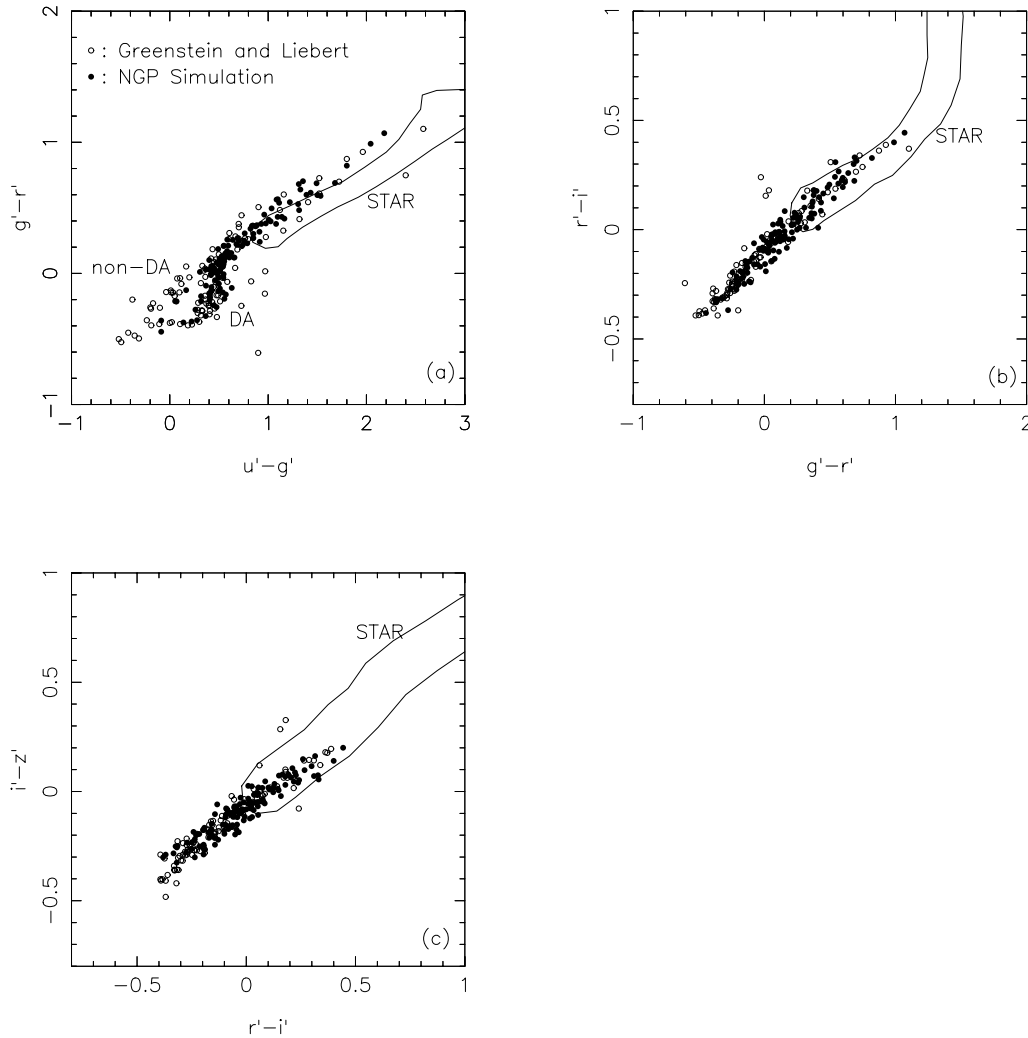 ○ : Greenstein and Liebert
● : NGP Simulation
STAR
non−DA
DA
(a)
g'−r'
−1
0
1
2
−1
0
1
2
3
u'−g'
STAR
(b)
r'−i'
−0.5
0
0.5
1
−1
0
1
2
g'−r'
STAR
(c)
i'−z'
−0.5
0
0.5
1
−0.5
0
0.5
1
r'−i'